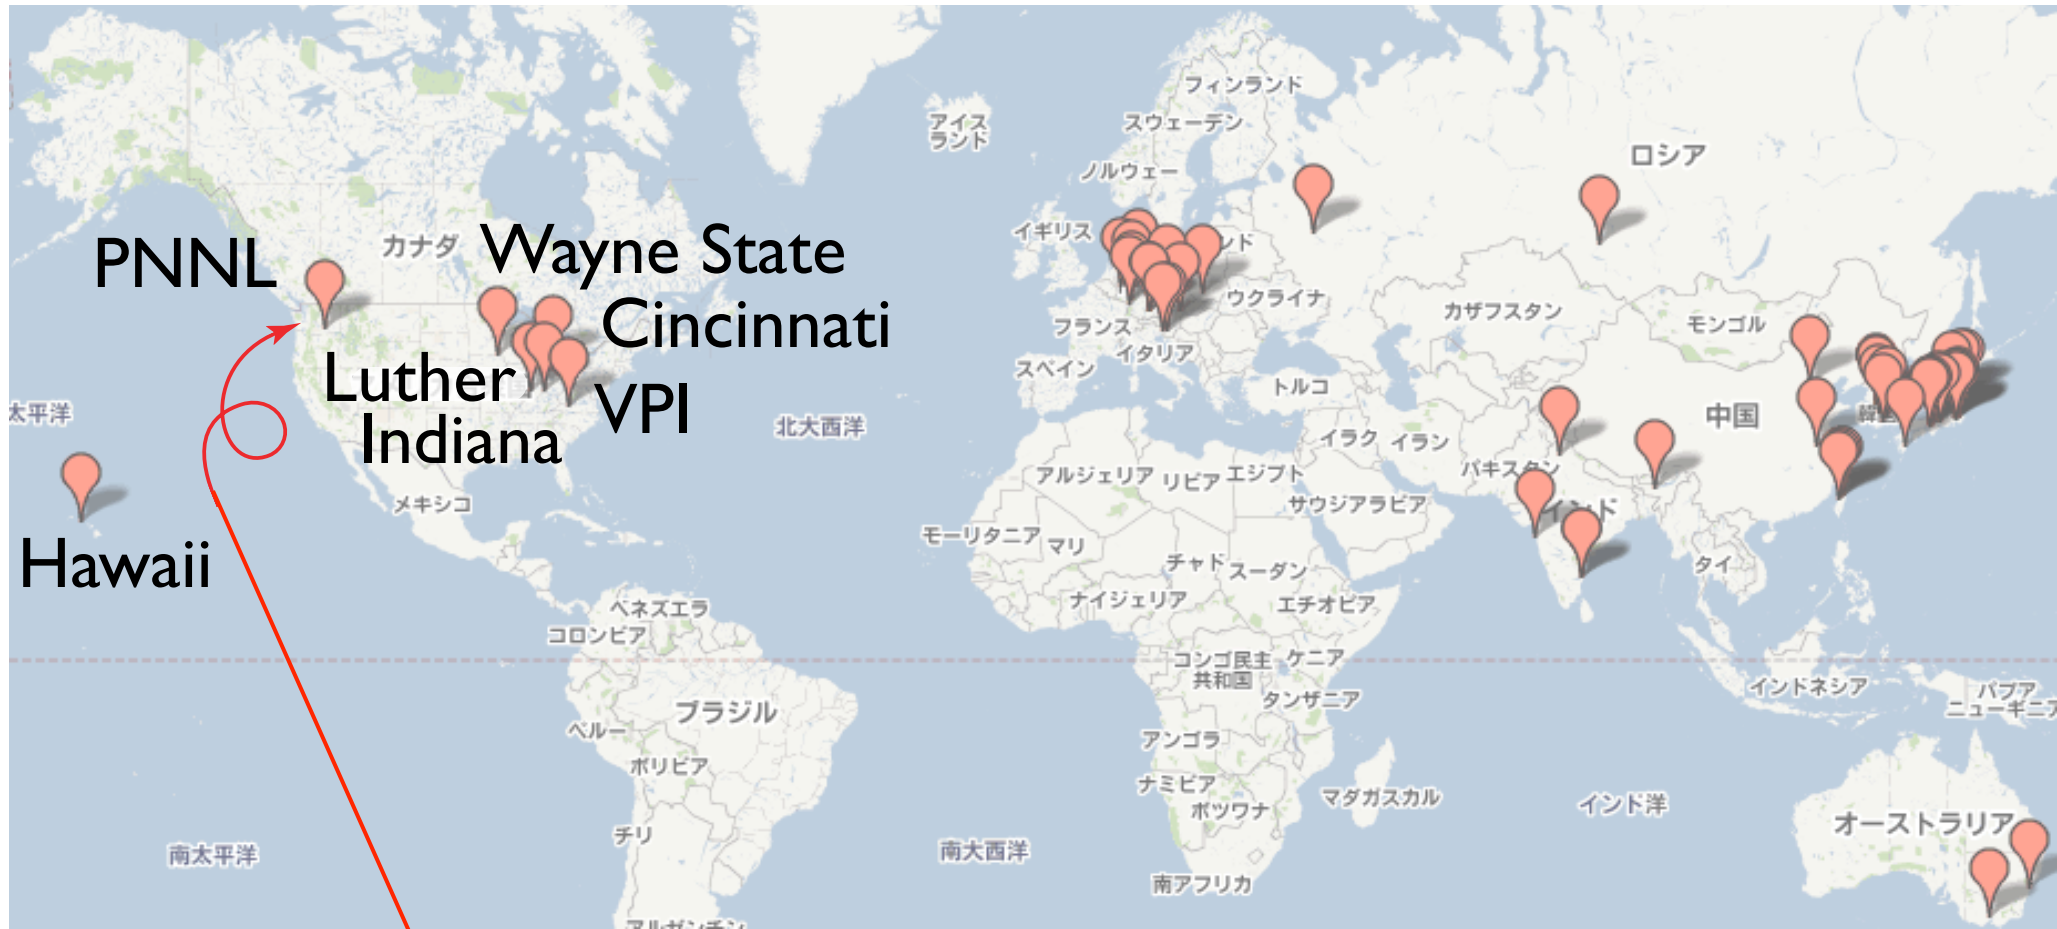 フィンランド
アイス
ランド
スウェーデン
ロシア
ノルウェー
イギリス
PNNL
カナダ
Wayne State
Cincinnati
ウクライナ
カザフスタン
モンゴル
フランス
イタリア
スペイン
トルコ
Luther
VPI
Indiana
太平洋
北大西洋
中国
イラク
イラン
アルジェリア
リビア
エジプト
パキスタン
サウジアラビア
インド
メキシコ
モーリタニア
マリ
チャド
スーダン
タイ
Hawaii
ナイジェリア
エチオピア
ベネズエラ
コロンビア
コンゴ民主
共和国
ケニア
タンザニア
インドネシア
パプア
ニューギニア
ブラジル
ペルー
アンゴラ
ボリビア
ナミビア
ボツワナ
マダガスカル
インド洋
オーストラリア
チリ
南太平洋
南大西洋
南アフリカ
アルゼンチン